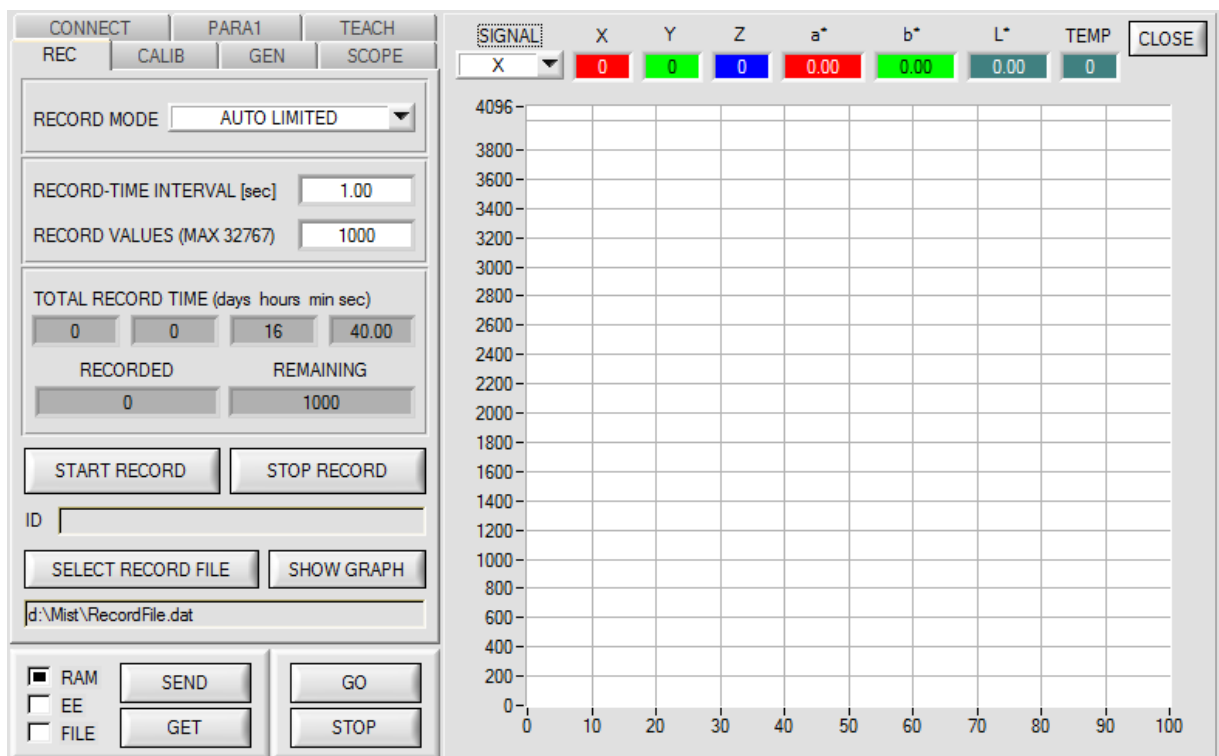 CONNECT PARA1 TEACH
REC CALIB GEN SCOPE
RECORD MODE AUTO LIMITED
RECORD-TIME INTERVAL [sec] 1.00
RECORD VALUES (MAX 32767) 1000
TOTAL RECORD TIME (days hours min sec)
0 0 16 40.00
RECORDED REMAINING
0 1000
START RECORD STOP RECORD
ID
SELECT RECORD FILE SHOW GRAPH
d:\Mist\RecordFile.dat
RAM SEND GO
EE
FILE GET STOP
SIGNAL X Y Z a* b* L* TEMP CLOSE
X 0 0 0 0.00 0.00 0.00 0
4096
3800
3600
3400
3200
3000
2800
2600
2400
2200
2000
1800
1600
1400
1200
1000
800
600
400
200
0
0 10 20 30 40 50 60 70 80 90 100